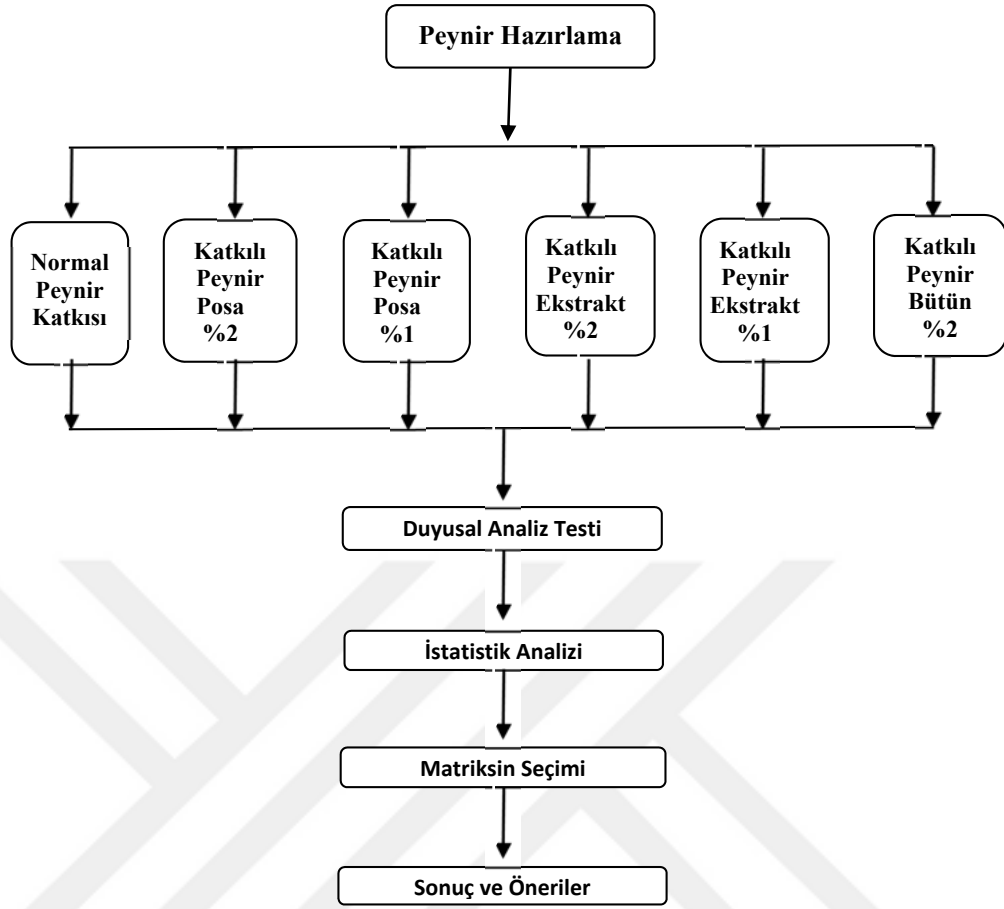 Peynir Hazırlama
Normal
Peynir
Katkısı
Katkılı
Peynir
Posa
%2
Katkılı
Peynir
Posa
%1
Katkılı
Peynir
Ekstrakt
%2
Katkılı
Peynir
Ekstrakt
%1
Katkılı
Peynir
Bütün
%2
Duyusal Analiz Testi
İstatistik Analizi
Matriksin Seçimi
Sonuç ve Öneriler